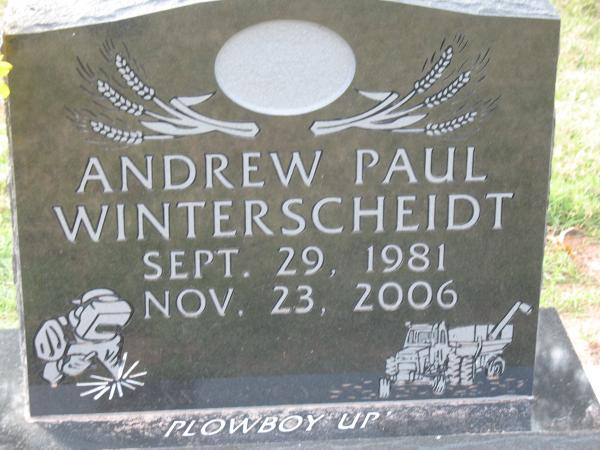 ANDREW PAUL
WINTERSCHEIDT
SEPT. 29, 1981
NOV. 23, 2006
"PLOWBOY UP"